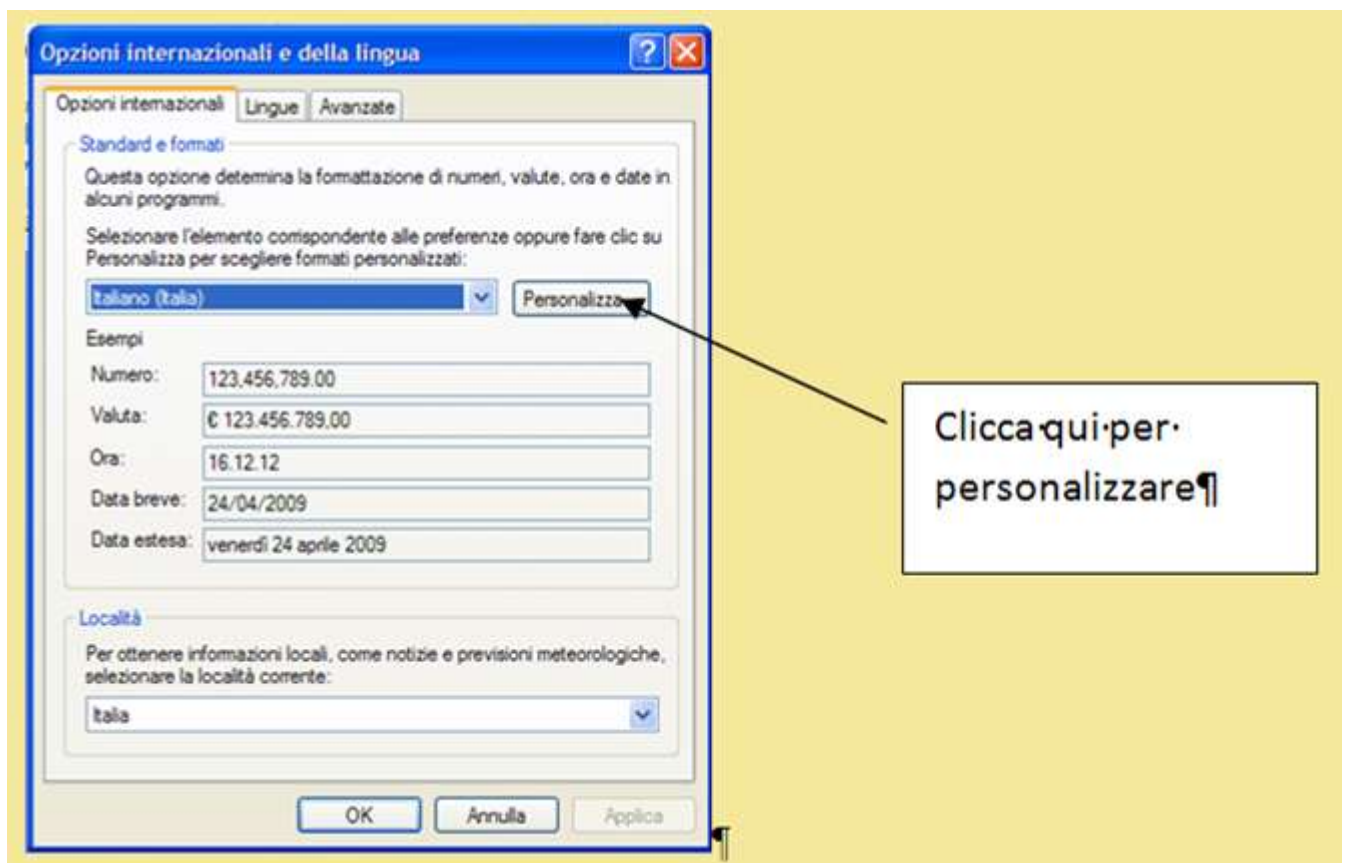 Opzioni internazionali e della lingua
Opzioni internazionali Lingue Avanzate
Standard e formati
Questa opzione determina la formattazione di numeri, valute, ora e date in
alcuni programmi.
Selezionare l'elemento corrispondente alle preferenze oppure fare clic su
Personalizza per scegliere formati personalizzati:
Italiano (Italia) Personalizza...
Esempi
Numero: 123,456,789.00
Valuta: € 123.456.789,00
Ora: 16.12.12
Data breve: 24/04/2009
Data estesa: venerdì 24 aprile 2009
Località
Per ottenere informazioni locali, come notizie e previsioni meteorologiche,
selezionare la località corrente:
Italia
OK Annulla Applica
¶
Clicca·qui·per·
personalizzare¶